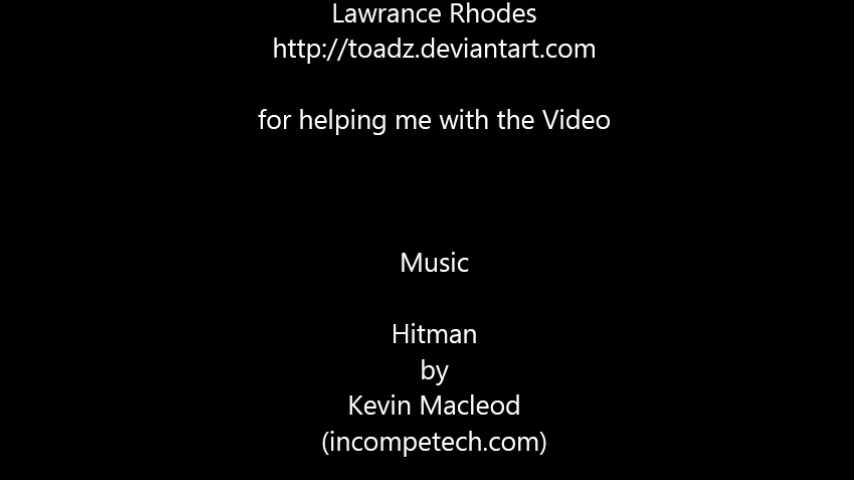 Lawrance Rhodes
http://toadz.deviantart.com
for helping me with the Video
Music
Hitman
by
Kevin Macleod
(incompetech.com)